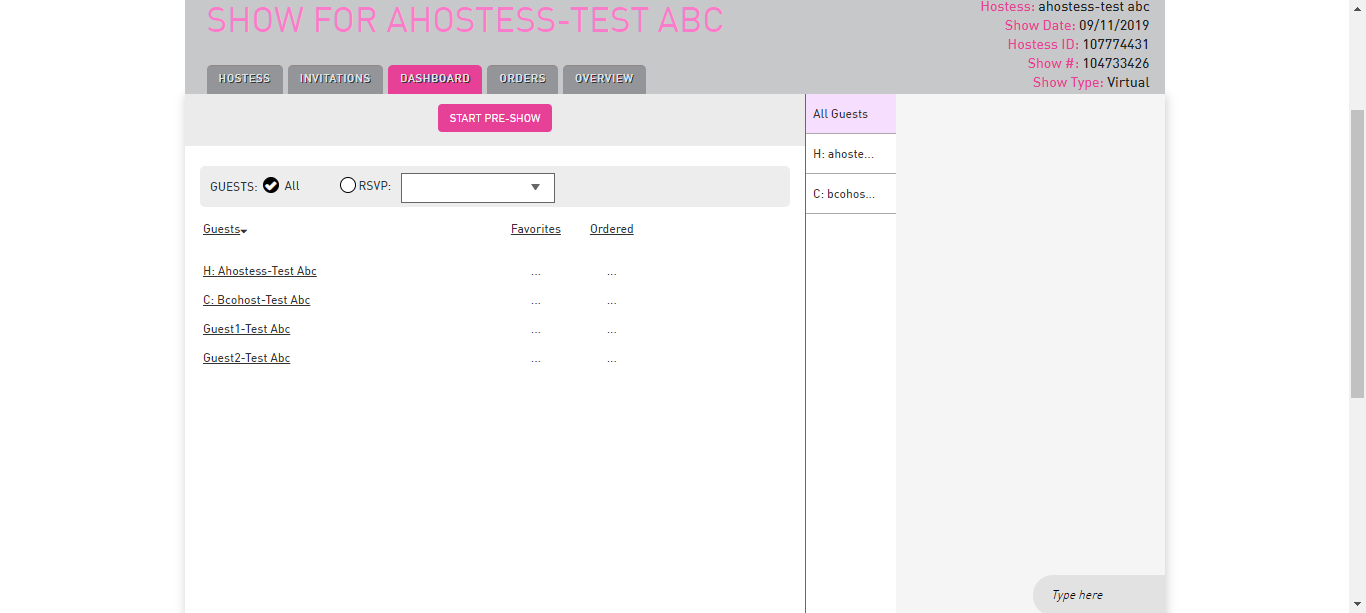 SHOW FOR AHOSTESS-TEST ABC
Hostess: ahostess-test abc
Show Date: 09/11/2019
Hostess ID: 107774431
Show #: 104733426
Show Type: Virtual
HOSTESS INVITATIONS DASHBOARD ORDERS OVERVIEW
START PRE-SHOW
GUESTS: All RSVP:
Guests Favorites Ordered
H: Ahostess-Test Abc ... ...
C: Bcohost-Test Abc ... ...
Guest1-Test Abc ... ...
Guest2-Test Abc ... ...
All Guests
H: ahoste...
C: bcohos...
Type here